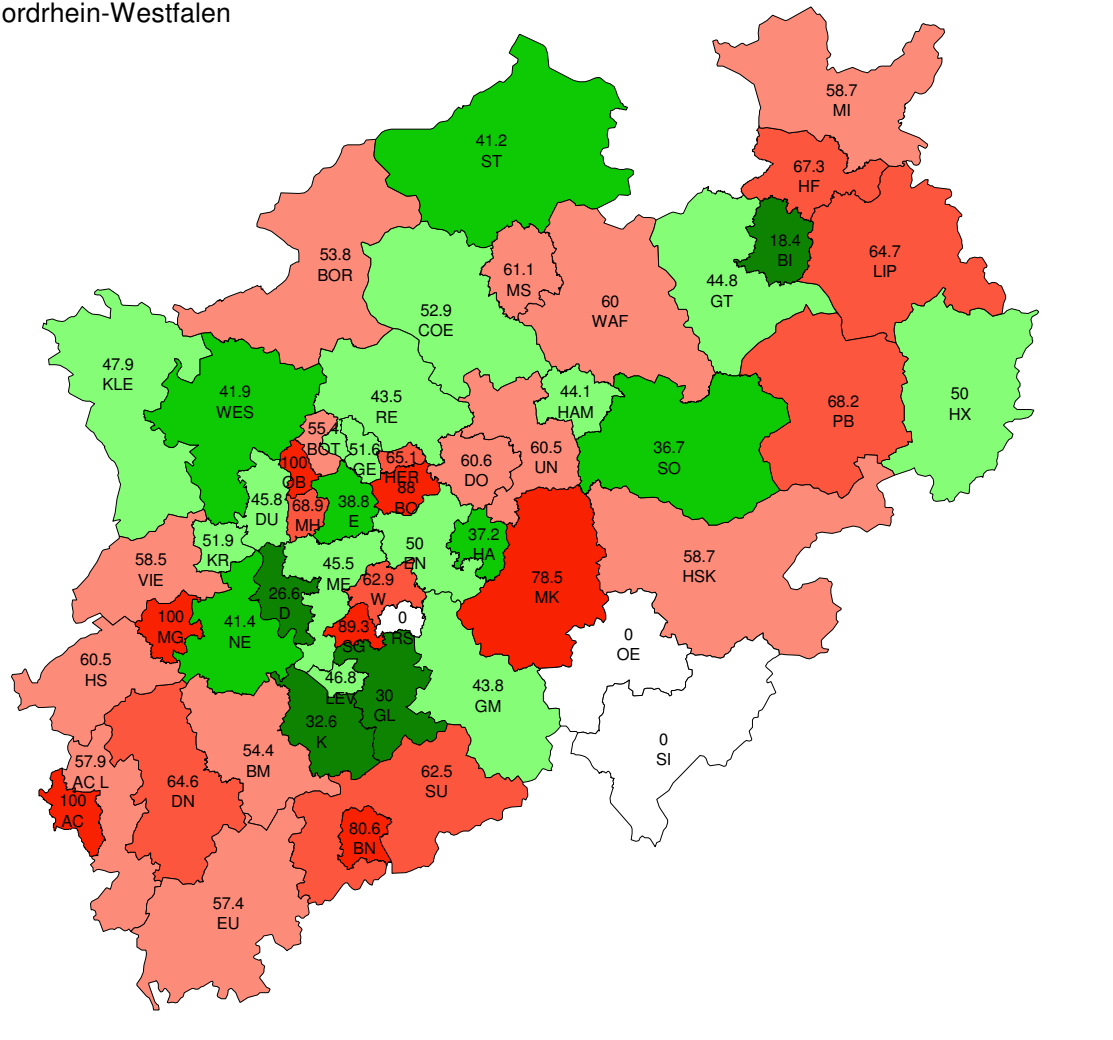 ordrhein-Westfalen
58.7
MI
41.2
ST
67.3
HF
18.4
BI
64.7
LIP
53.8
BOR
61.1
MS
44.8
GT
60
WAF
52.9
COE
47.9
KLE
41.9
WES
43.5
RE
44.1
HAM
50
HX
68.2
PB
55.4
BOT
51.6
GE
65.1
HER
60.6
DO
60.5
UN
36.7
SO
100
OB
88
BO
45.8
DU
68.9
MH
38.8
E
37.2
HA
51.9
KR
50
EN
58.5
VIE
45.5
ME
58.7
HSK
62.9
W
78.5
MK
26.6
D
100
MG
41.4
NE
89.3
SG
0
RS
0
OE
60.5
HS
46.8
LEV
30
GL
43.8
GM
32.6
K
0
SI
54.4
BM
57.9
AC L
64.6
DN
62.5
SU
100
AC
80.6
BN
57.4
EU